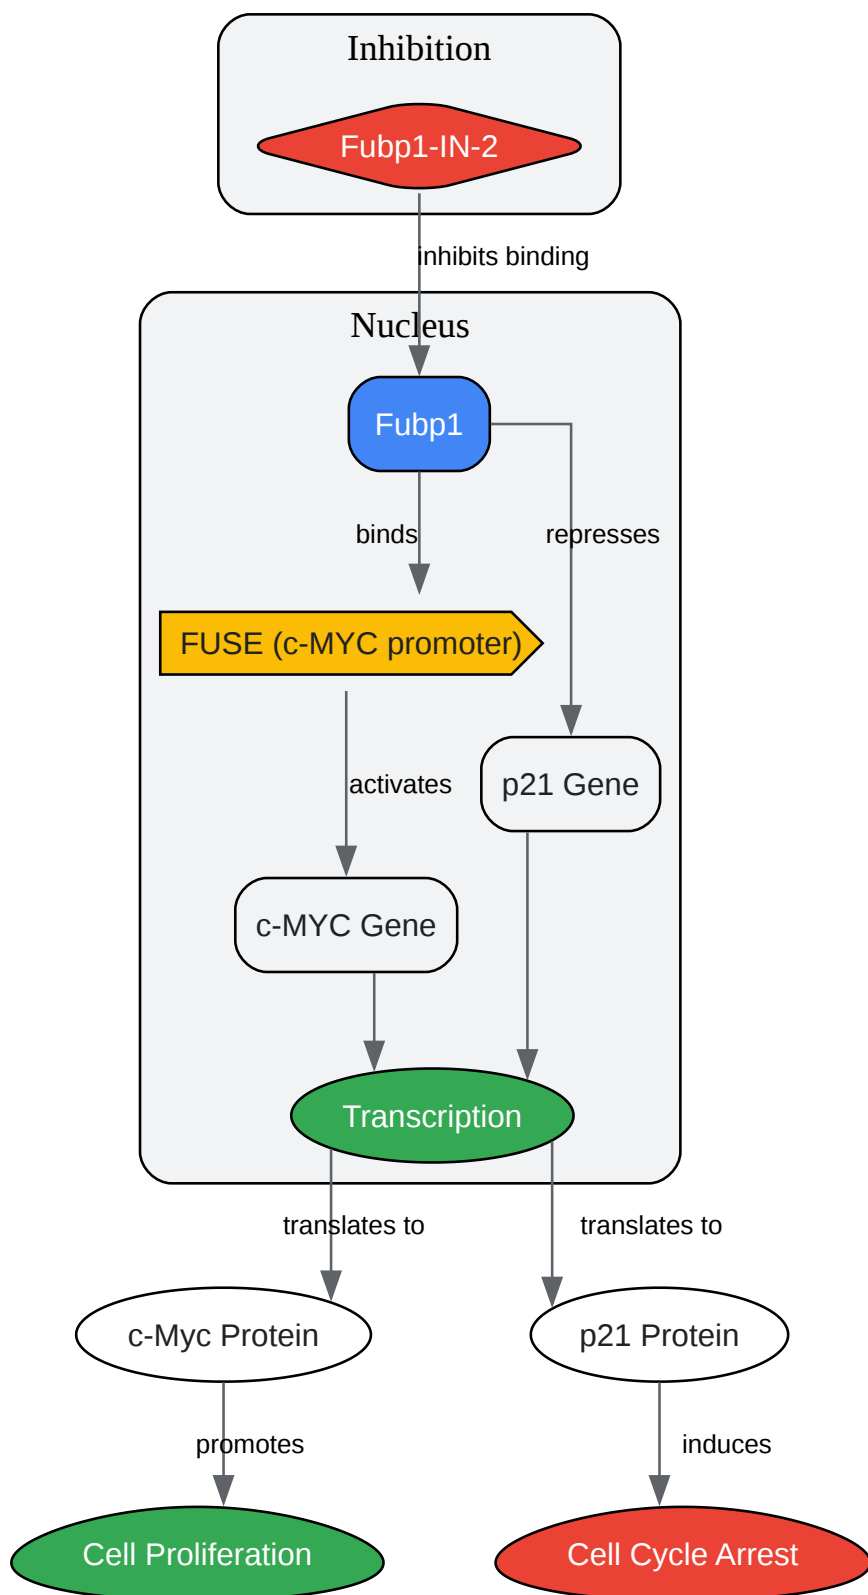 Inhibition
Fubp1-IN-2
inhibits binding
Nucleus
Fubp1
binds
represses
FUSE (c-MYC promoter)
activates
p21 Gene
c-MYC Gene
Transcription
translates to
translates to
c-Myc Protein
p21 Protein
promotes
induces
Cell Proliferation
Cell Cycle Arrest